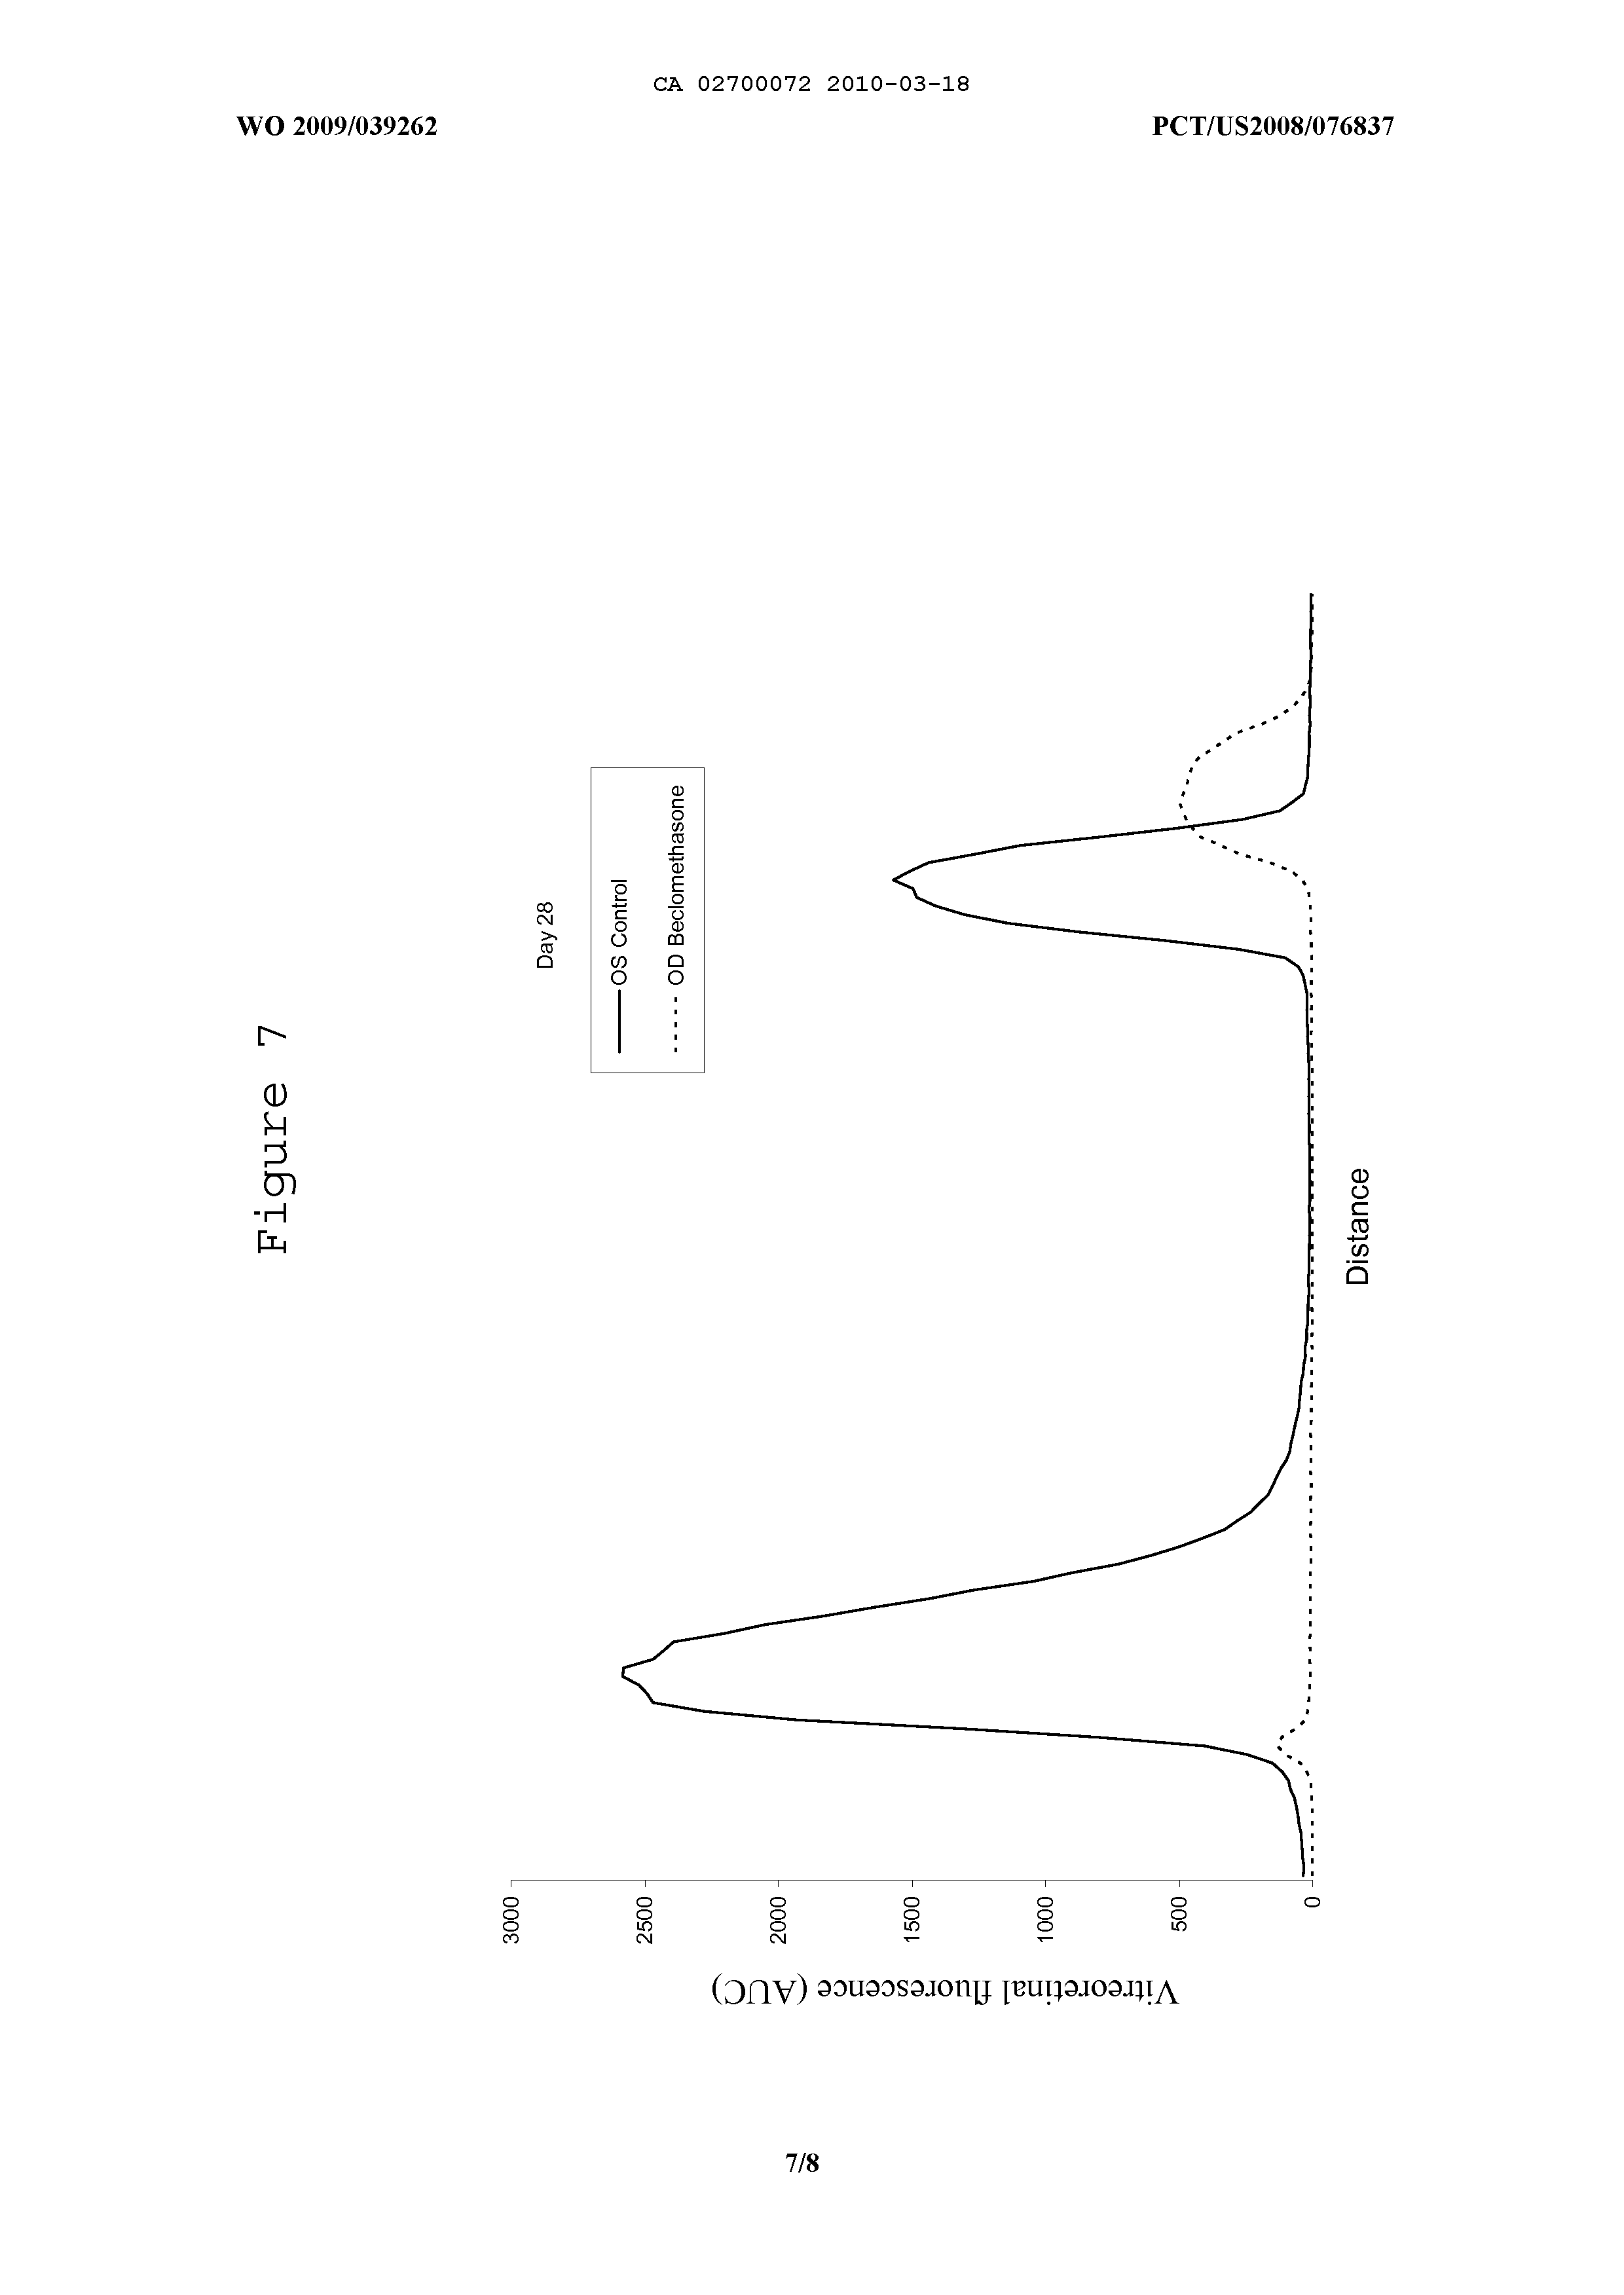 CA 02700072 2010-03-18
WO 2009/039262
PCT/US2008/076837
Figure 7
Day 28
OS Control
OD Beclomethasone
Vitreoretinal fluorescence (AUC)
3000
2500
2000
1500
1000
500
0
Distance
7/8